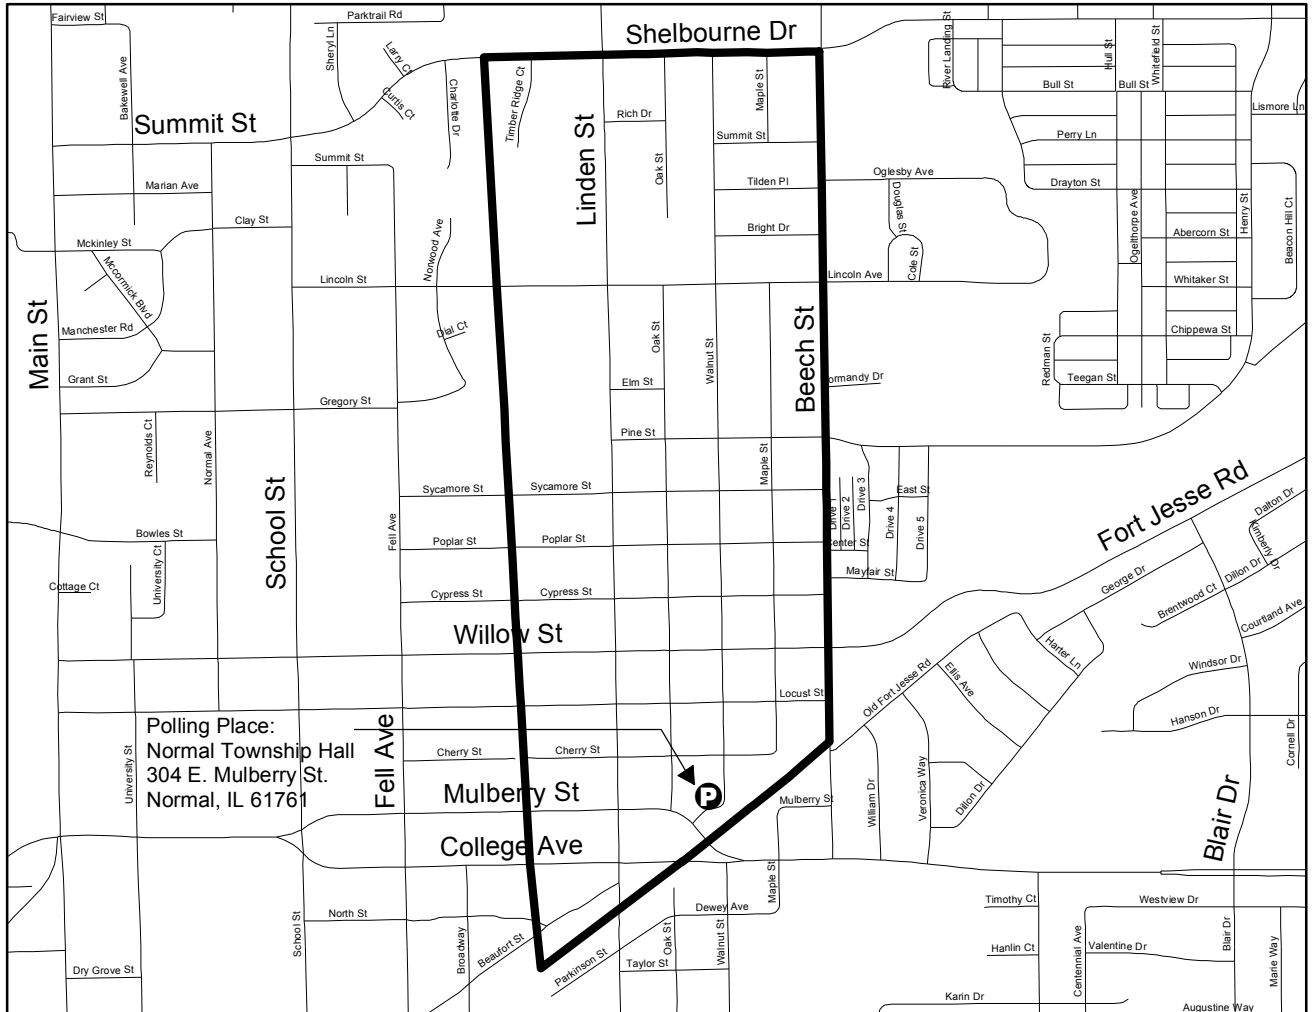 Fairview St
Parktrail Rd
Shelbourne Dr
Sheryl Ln
Larry Ct
Curtis Ct
Bakewell Ave
Charlotte Dr
Timber Ridge Ct
Maple St
River Landing St
Hull St
Whitefield St
Bull St
Bull St
Lismore Ln
Summit St
Linden St
Rich Dr
Summit St
Perry Ln
Summit St
Oak St
Marian Ave
Tilden Pl
Oglesby Ave
Drayton St
Clay St
Norwood Ave
Bright Dr
Douglas St
Cole St
Ogelthorpe Ave
Henry St
Abercorn St
Beacon Hill Ct
Mckinley St
Mccormick Blvd
Lincoln St
Lincoln Ave
Whitaker St
Main St
Manchester Rd
Dial Ct
Oak St
Walnut St
Beech St
Redman St
Chippewa St
Grant St
Elm St
ormandy Dr
Teegan St
Gregory St
Reynolds Ct
Normal Ave
Pine St
Maple St
School St
Sycamore St
Sycamore St
Drive 1
Drive 2
Drive 3
Drive 4
East St
Drive 5
Fort Jesse Rd
Dalton Dr
Kimberly Dr
Bowles St
Fell Ave
Poplar St
Poplar St
enter St
Mayfair St
University Ct
Cottage Ct
Cypress St
Cypress St
George Dr
Brentwood Ct
Dillon Dr
Courtland Ave
Willow St
Harter Ln
Windsor Dr
Old Fort Jesse Rd
Ellis Ave
Locust St
Hanson Dr
Cornell Dr
Polling Place:
Normal Township Hall
304 E. Mulberry St.
Normal, IL 61761
University St
Fell Ave
Cherry St
Cherry St
P
Mulberry St
Mulberry St
William Dr
Veronica Way
Dillon Dr
Blair Dr
College Ave
Maple St
Timothy Ct
Westview Dr
School St
North St
Dewey Ave
Broadway
Beaufort St
Oak St
Walnut St
Hanlin Ct
Centennial Ave
Valentine Dr
Blair Dr
Marie Way
Dry Grove St
Parkinson St
Taylor St
Karin Dr
Augustine Way